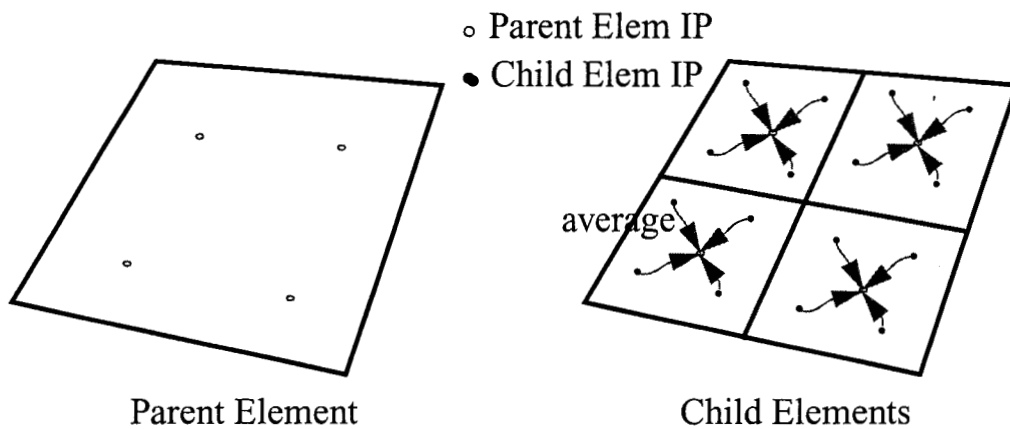 Parent Elem IP
Child Elem IP
average
Parent Element
Child Elements